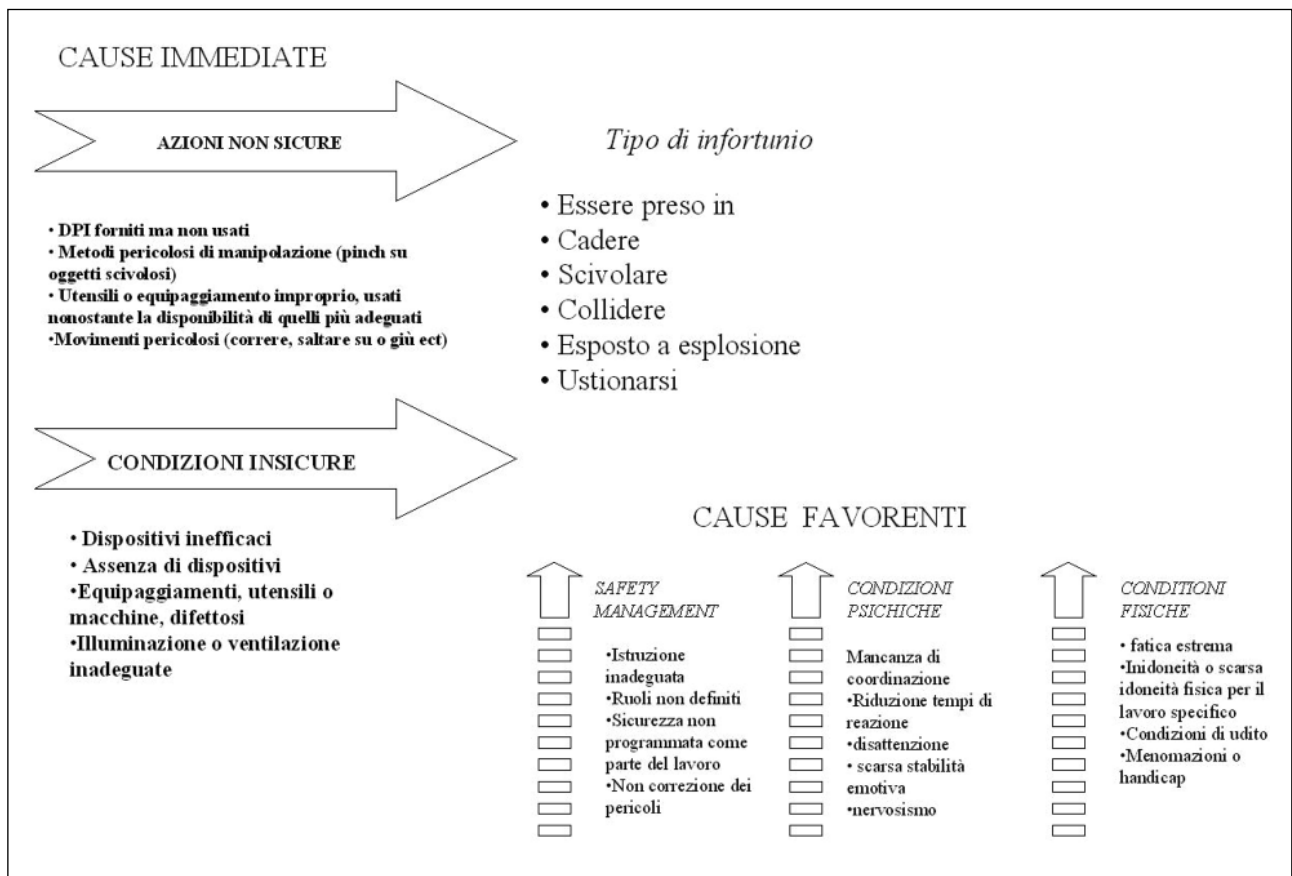 CAUSE IMMEDIATE
AZIONI NON SICURE
• DPI forniti ma non usati
• Metodi pericolosi di manipolazione (pinch su
oggetti scivolosi)
• Utensili o equipaggiamento improprio, usati
nonostante la disponibilità di quelli più adeguati
•Movimenti pericolosi (correre, saltare su o giù ect)
Tipo di infortunio
• Essere preso in
• Cadere
• Scivolare
• Collidere
• Esposto a esplosione
• Ustionarsi
CONDIZIONI INSICURE
• Dispositivi inefficaci
• Assenza di dispositivi
•Equipaggiamenti, utensili o
macchine, difettosi
•Illuminazione o ventilazione
inadeguate
CAUSE FAVORENTI
SAFETY
MANAGEMENT
•Istruzione
inadeguata
•Ruoli non definiti
•Sicurezza non
programmata come
parte del lavoro
•Non correzione dei
pericoli
CONDIZIONI
PSICHICHE
Mancanza di
coordinazione
•Riduzione tempi di
reazione
•disattenzione
• scarsa stabilità
emotiva
•nervosismo
CONDITIONI
FISICHE
• fatica estrema
•Inidoneità o scarsa
idoneità fisica per il
lavoro specifico
•Condizioni di udito
•Menomazioni o
handicap